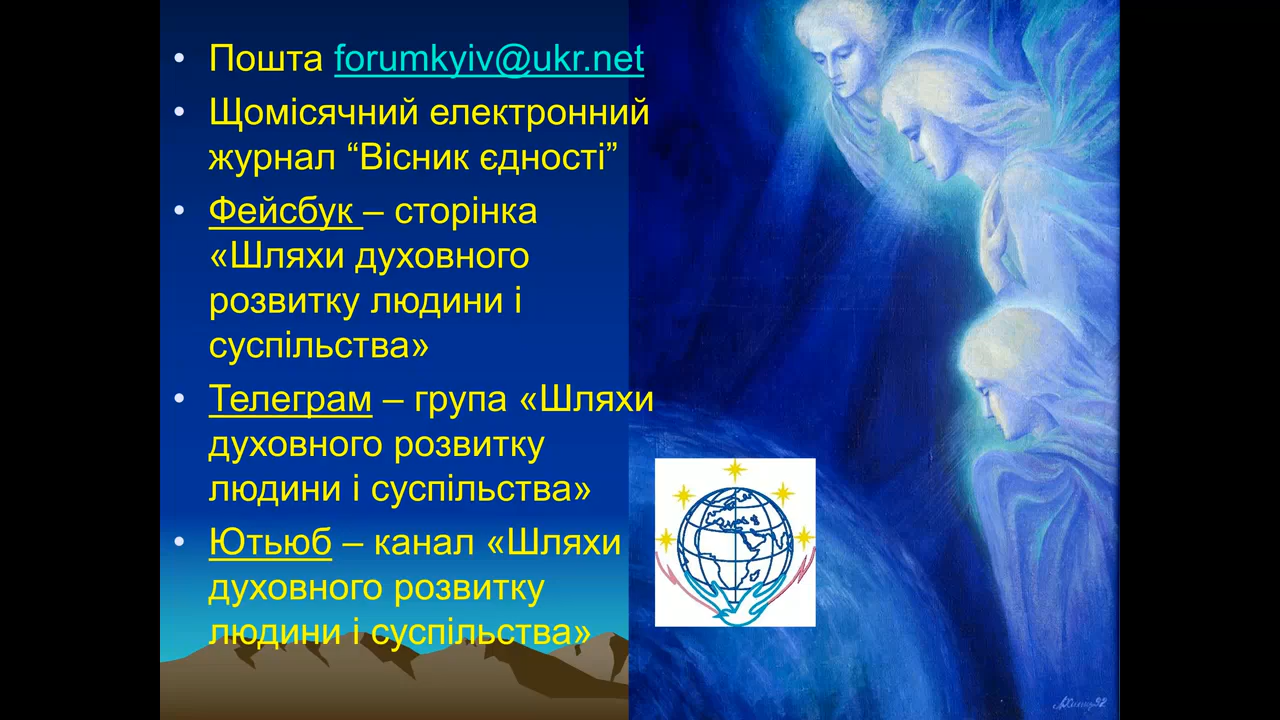 • Пошта forumkyiv@ukr.net
• Щомісячний електронний
журнал “Вісник єдності”
• Фейсбук – сторінка
«Шляхи духовного
розвитку людини і
суспільства»
• Телеграм – група «Шляхи
духовного розвитку
людини і суспільства»
• Ютьюб – канал «Шляхи
духовного розвитку
людини і суспільства»